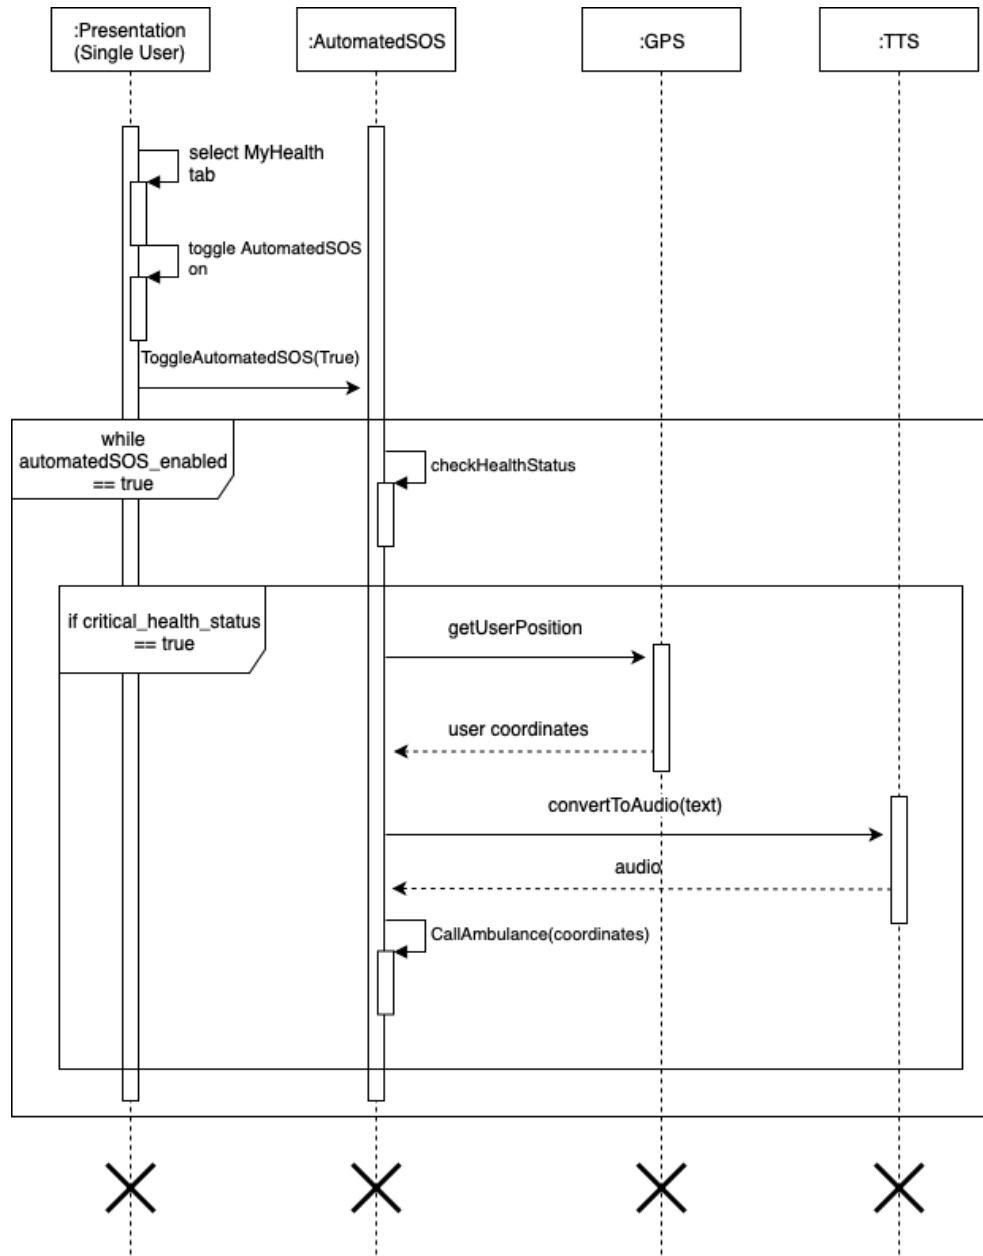 :Presentation
(Single User)
:AutomatedSOS
:GPS
:TTS
select MyHealth
tab
toggle AutomatedSOS
on
ToggleAutomatedSOS(True)
while
automatedSOS_enabled
== true
checkHealthStatus
if critical_health_status
== true
getUserPosition
user coordinates
convertToAudio(text)
audio
CallAmbulance(coordinates)